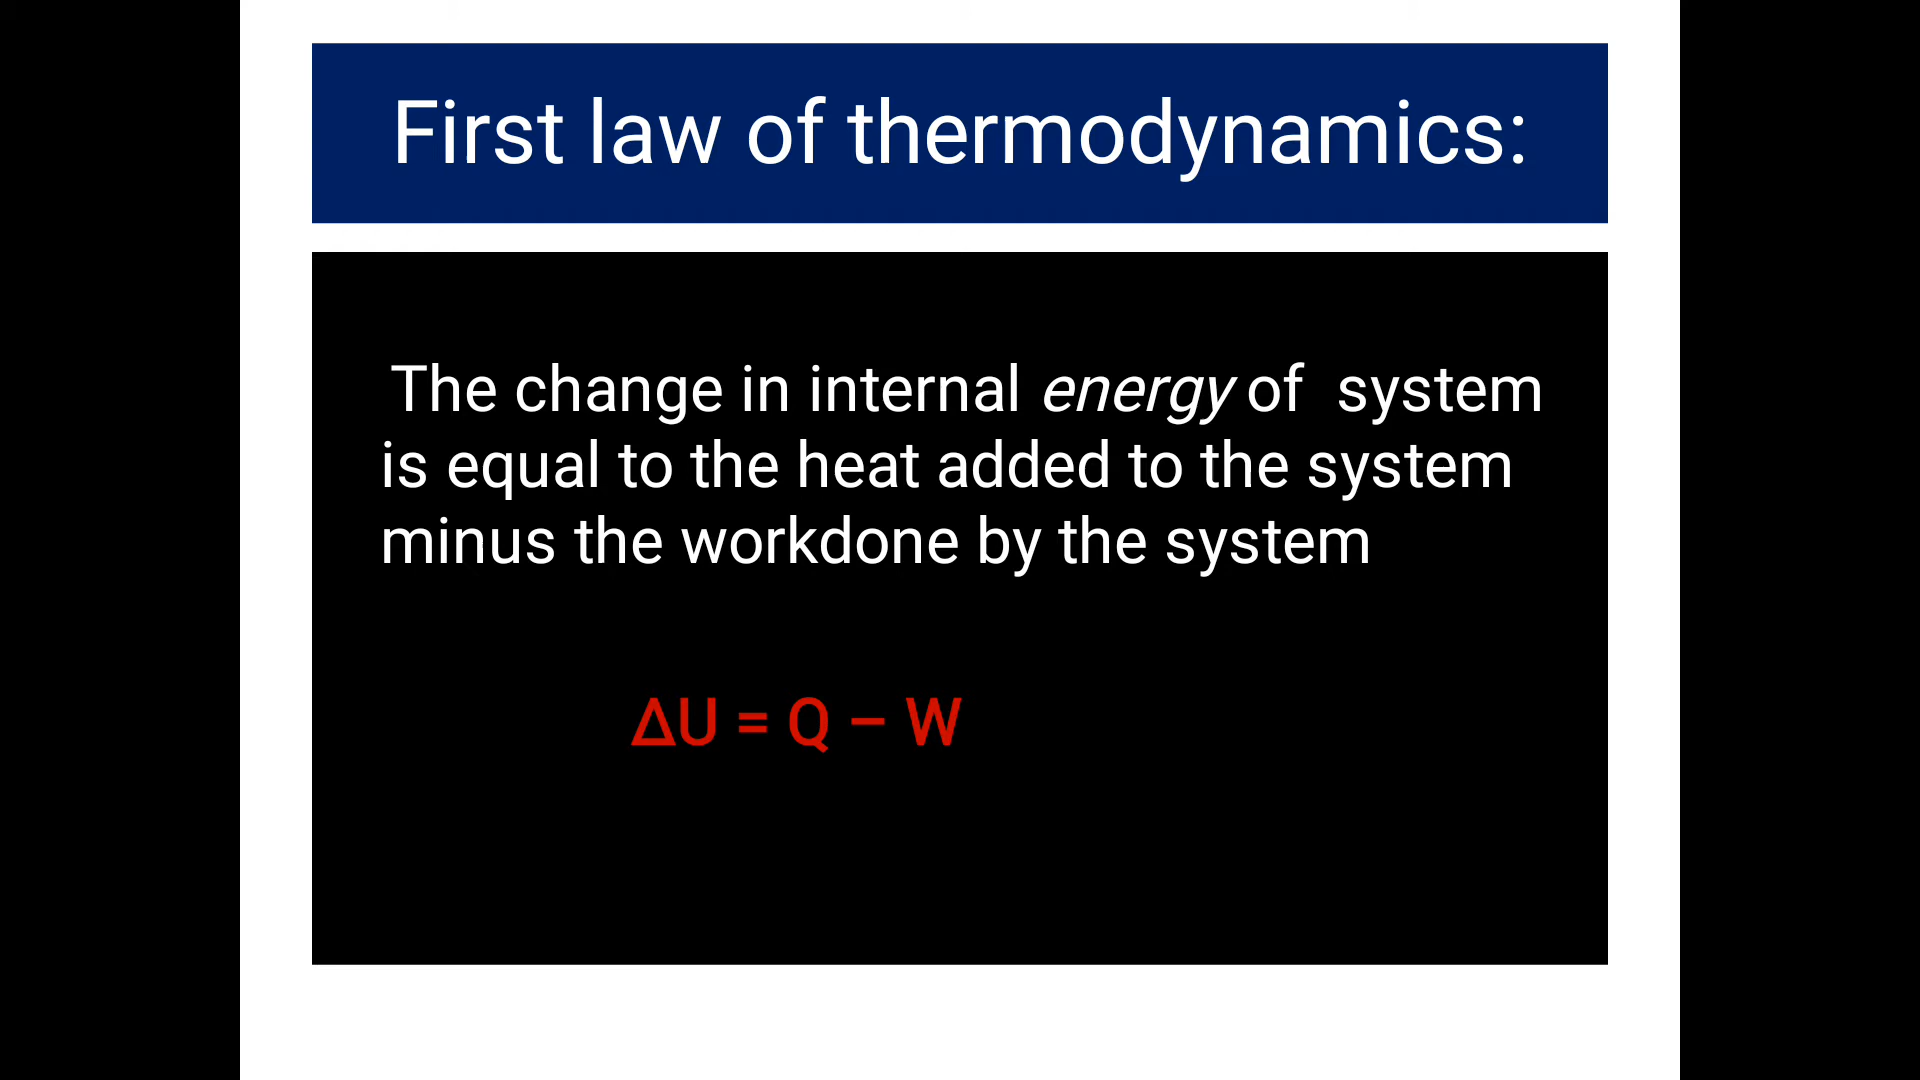 First law of thermodynamics:
The change in internal energy of system
is equal to the heat added to the system
minus the workdone by the system
ΔU = Q – W